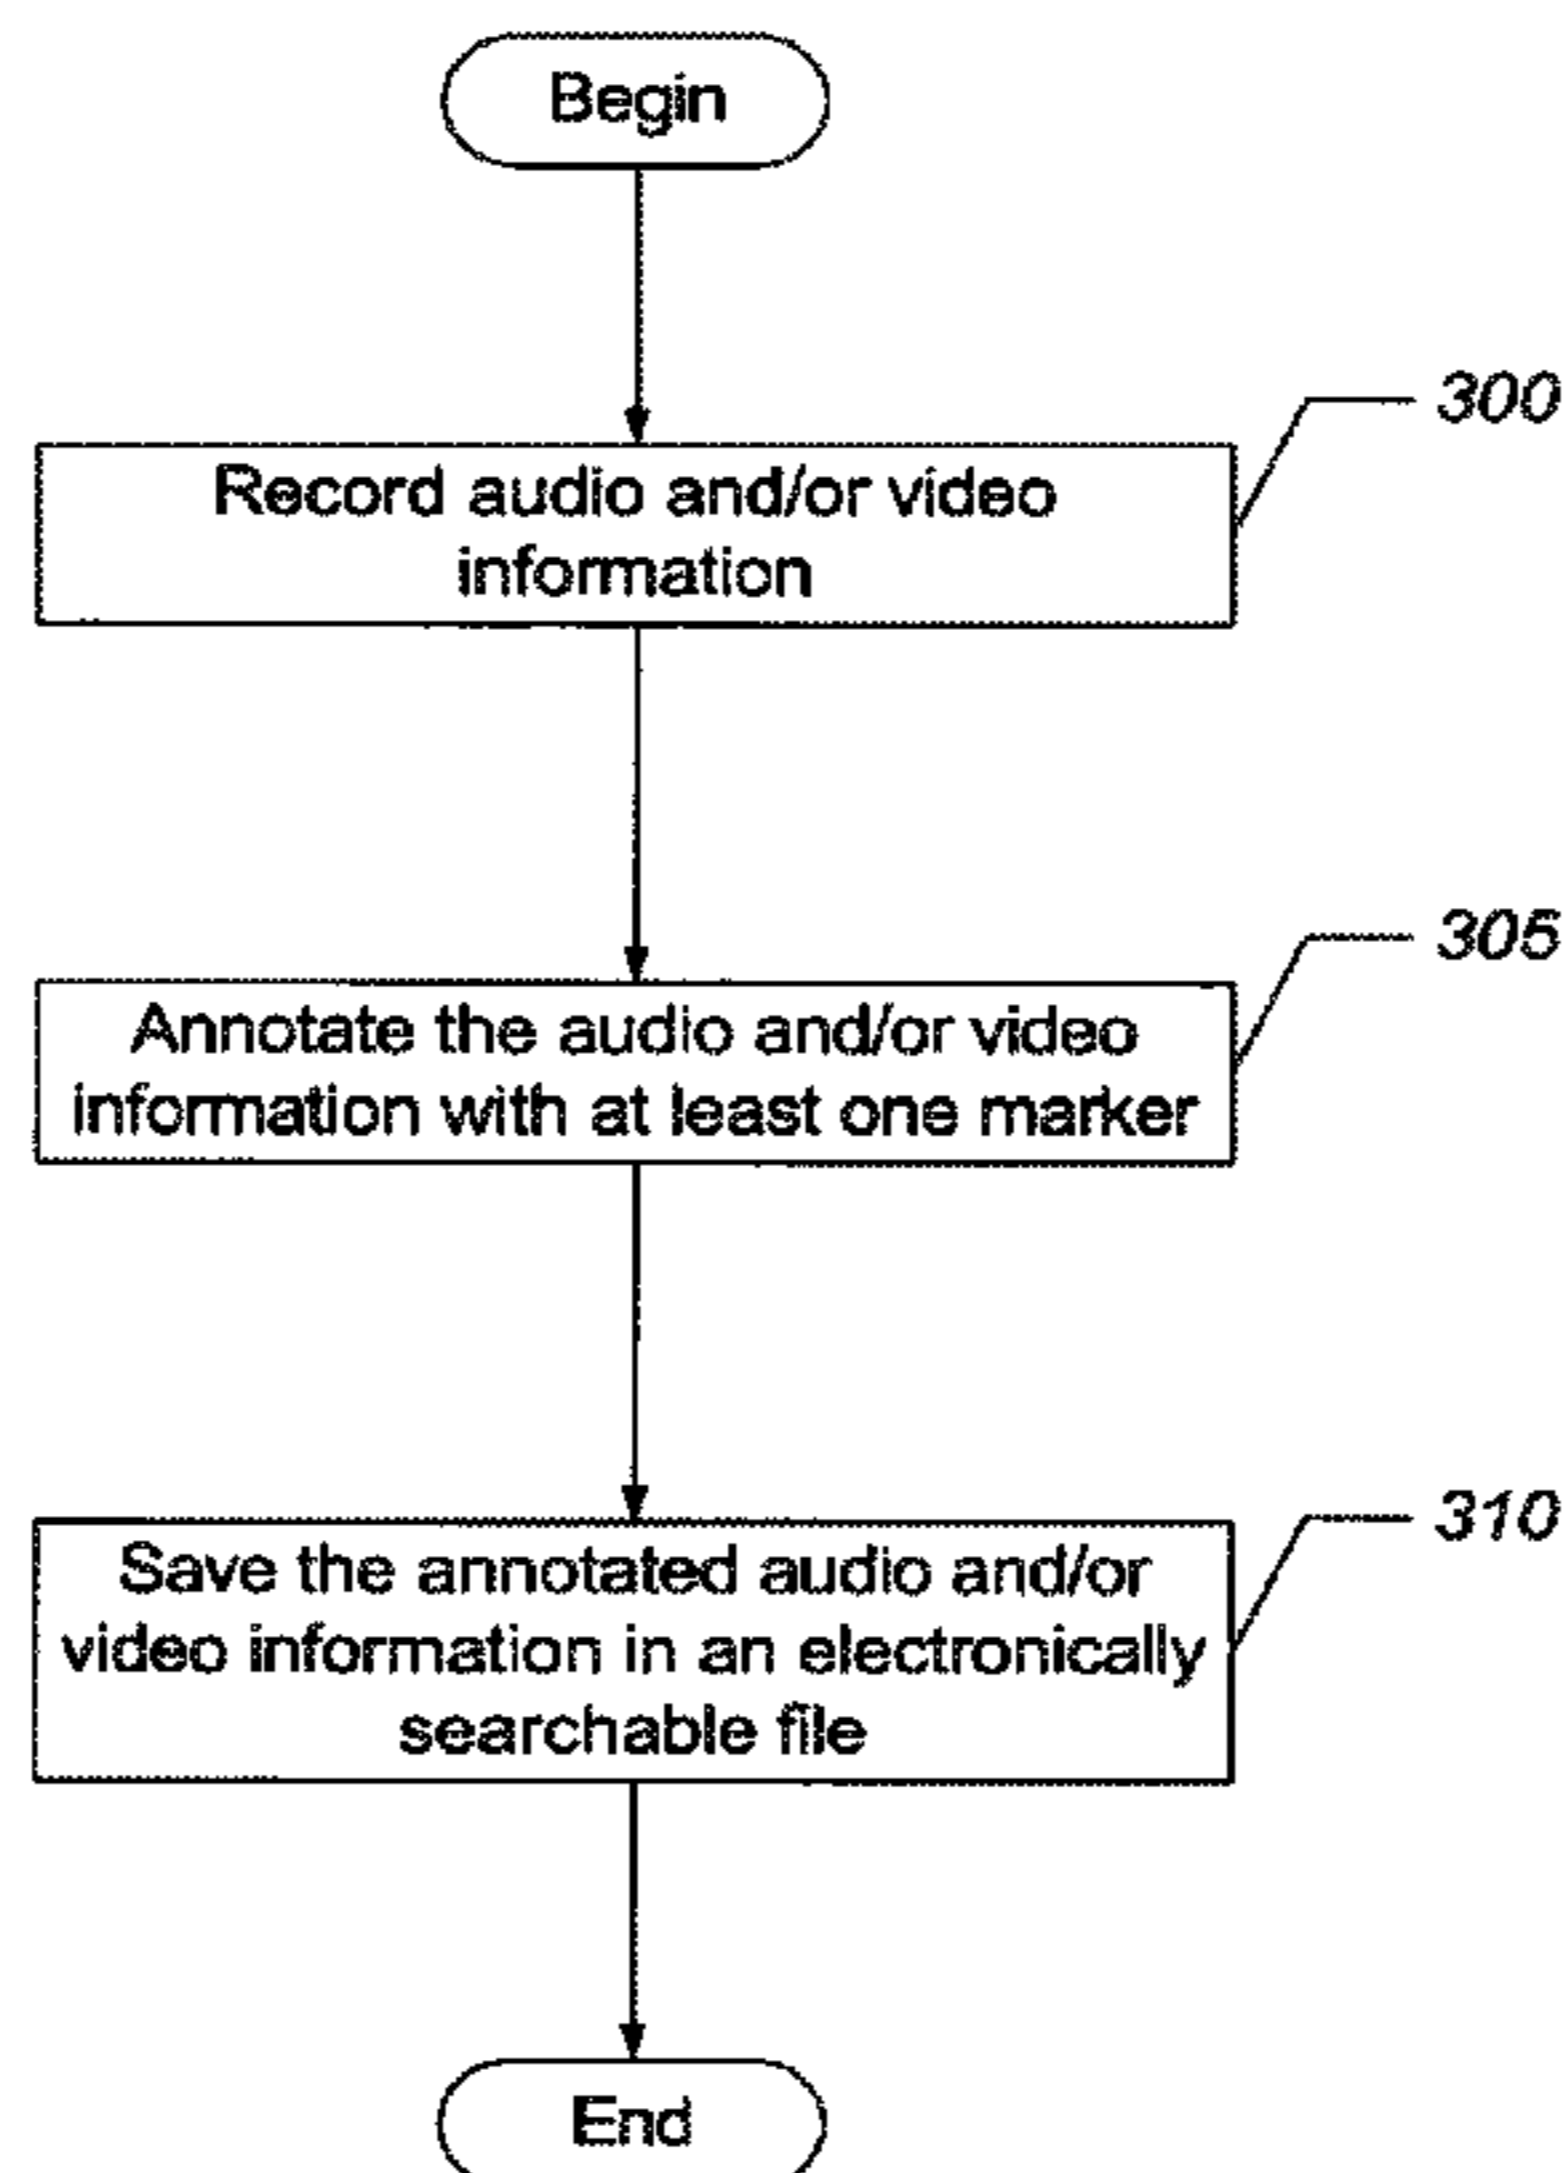 Begin
300
Record audio and/or video
information
305
Annotate the audio and/or video
information with at least one marker
310
Save the annotated audio and/or
video information in an electronically
searchable file
End